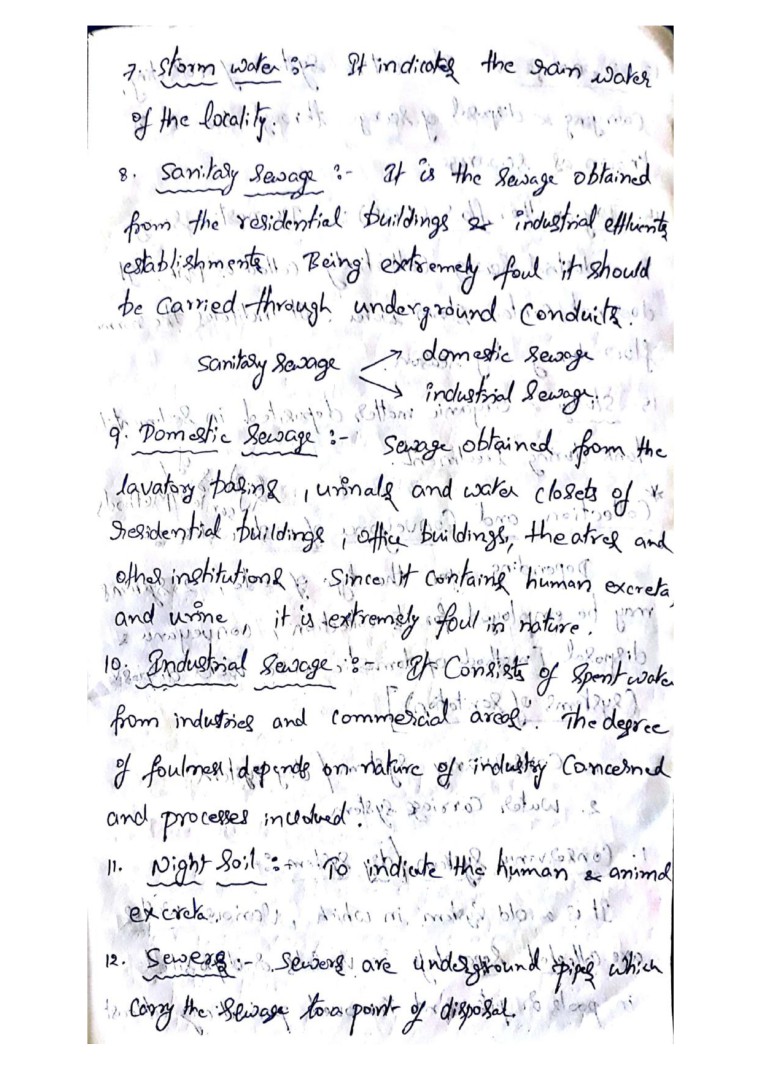 7. Storm water :- It indicates the rain water
of the locality.
8. Sanitary Sewage :- It is the Sewage obtained
from the residential buildings & industrial effluents
establishments. Being extremely foul it should
be carried through underground Conduits.
Sanitary Sewage → domestic Sewage
→ industrial Sewage.
9. Domestic Sewage :- Sewage obtained from the
lavatory basins, urinals and water closets of
residential buildings, office buildings, theatres and
other institutions. Since it contains human excreta
and urine, it is extremely foul in nature.
10. Industrial Sewage :- It Consists of Spent water
from industries and commercial areas. The degree
of foulness depends on nature of industry Concerned
and processes involved.
11. Night Soil :- To indicate the human & animal
excreta.
12. Sewers :- Sewers are underground pipes which
Carry the Sewage to a point of disposal.